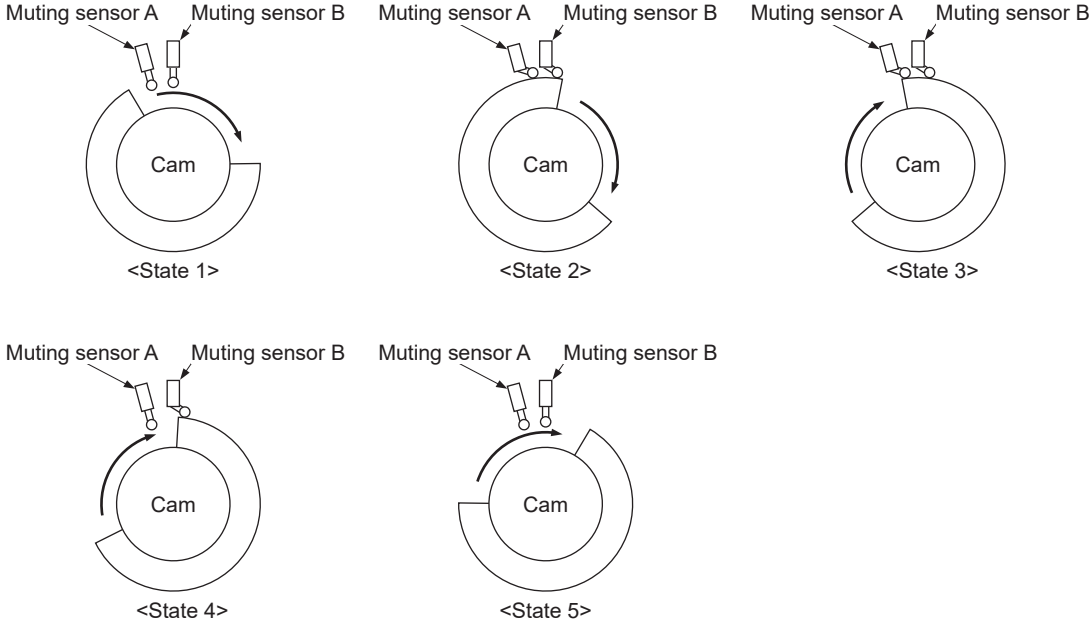 Muting sensor A Muting sensor B Muting sensor A Muting sensor B Muting sensor A Muting sensor B
Cam Cam Cam
<State 1> <State 2> <State 3>
Muting sensor A Muting sensor B Muting sensor A Muting sensor B
Cam Cam
<State 4> <State 5>